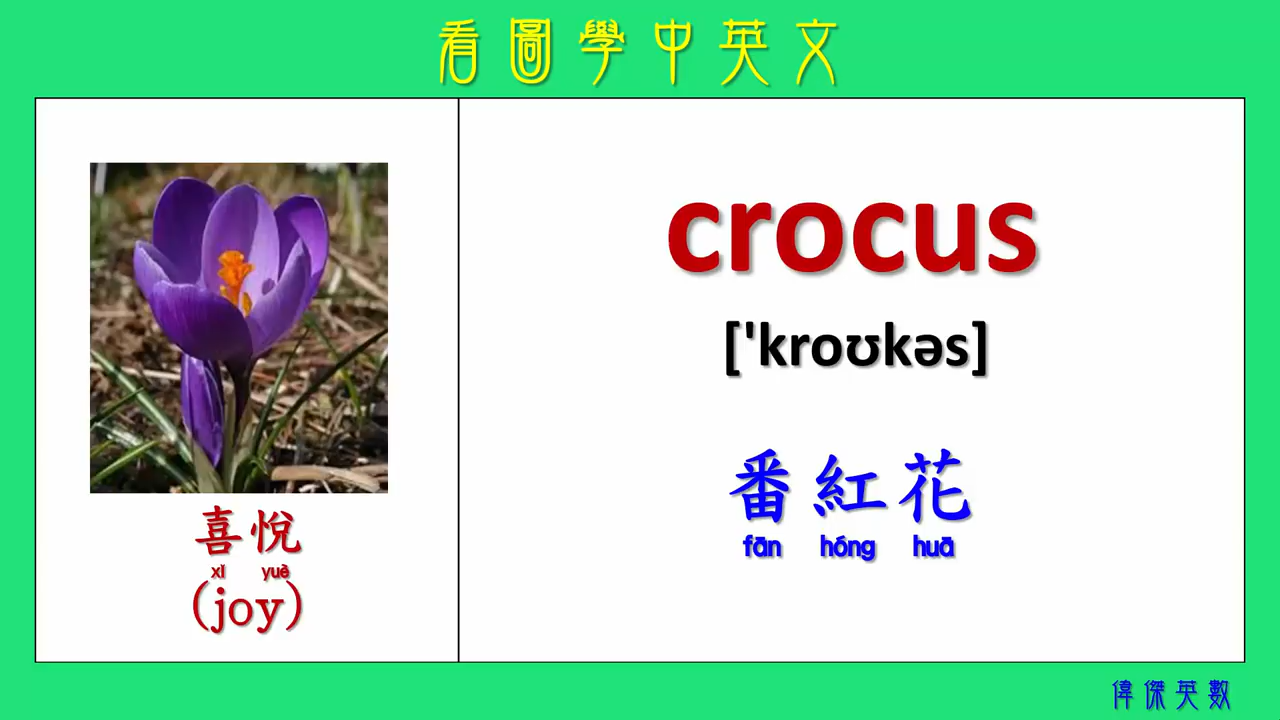 看圖學中英文
喜悅
xǐ yuè
(joy)
crocus
['kroʊkəs]
番紅花
fān hóng huā
偉傑英數